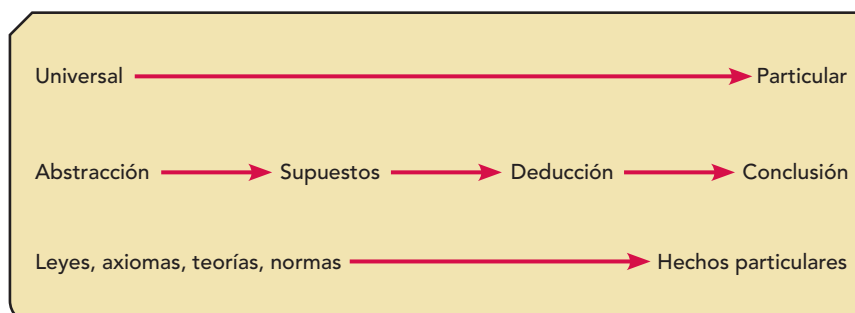 Universal Particular
Abstracción Supuestos Deducción Conclusión
Leyes, axiomas, teorías, normas Hechos particulares